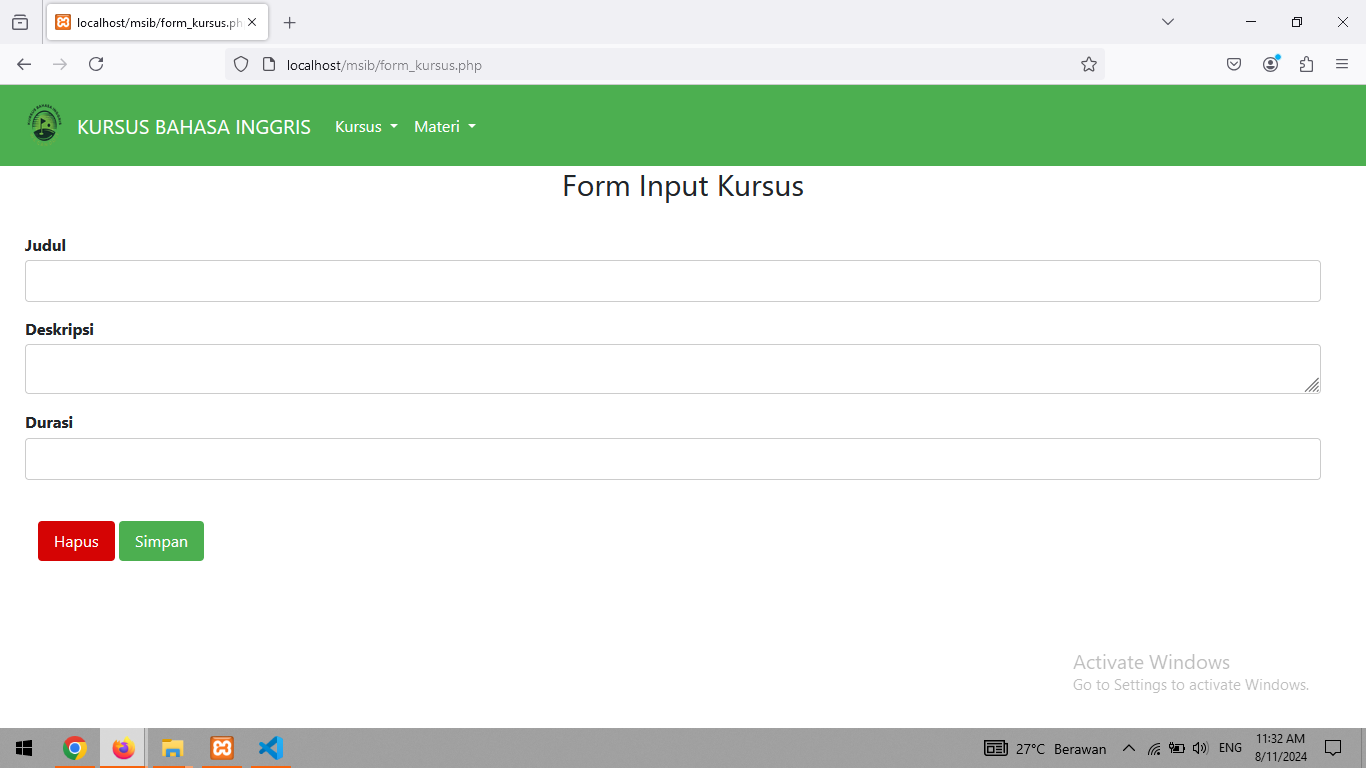 localhost/msib/form_kursus.ph
localhost/msib/form_kursus.php
KURSUS BAHASA INGGRIS Kursus Materi
Form Input Kursus
Judul
Deskripsi
Durasi
Hapus Simpan
Activate Windows
Go to Settings to activate Windows.
27°C Berawan ENG 11:32 AM
8/11/2024